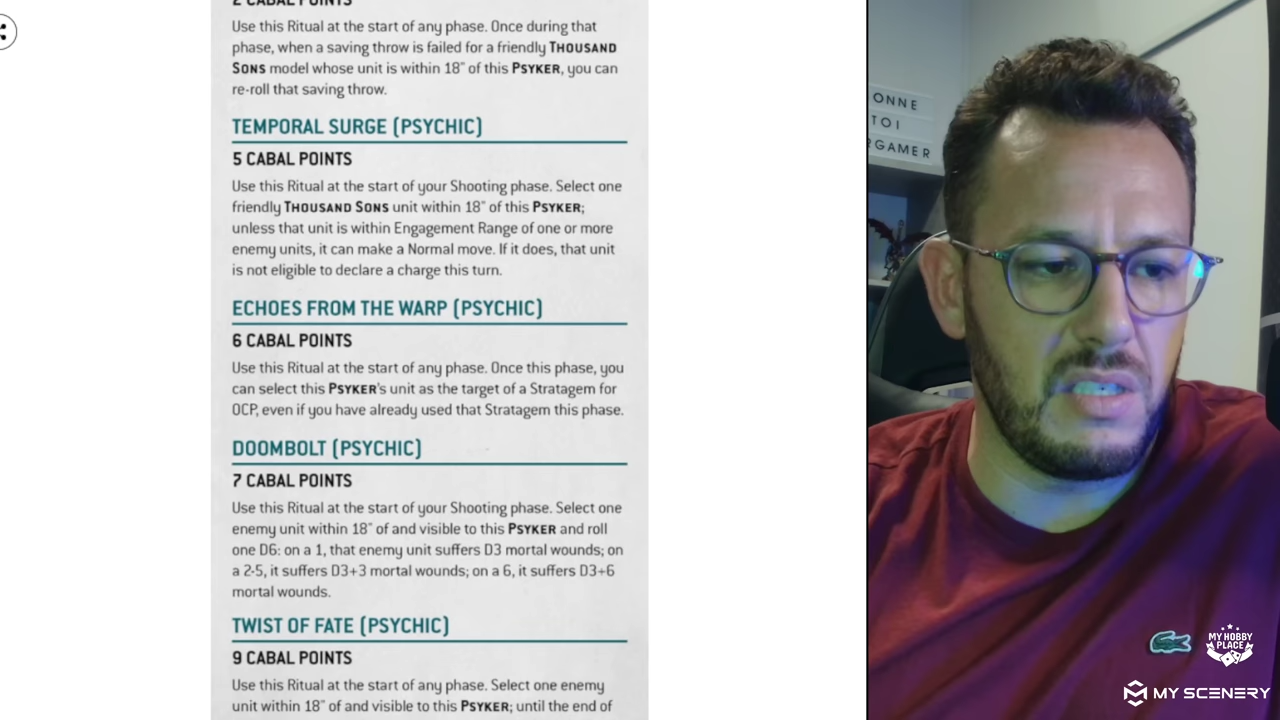 2 CABAL POINTS
Use this Ritual at the start of any phase. Once during that
phase, when a saving throw is failed for a friendly THOUSAND
SONS model whose unit is within 18" of this PSYKER, you can
re-roll that saving throw.
TEMPORAL SURGE (PSYCHIC)
5 CABAL POINTS
Use this Ritual at the start of your Shooting phase. Select one
friendly THOUSAND SONS unit within 18" of this PSYKER;
unless that unit is within Engagement Range of one or more
enemy units, it can make a Normal move. If it does, that unit
is not eligible to declare a charge this turn.
ECHOES FROM THE WARP (PSYCHIC)
6 CABAL POINTS
Use this Ritual at the start of any phase. Once this phase, you
can select this PSYKER's unit as the target of a Stratagem for
0CP, even if you have already used that Stratagem this phase.
DOOMBOLT (PSYCHIC)
7 CABAL POINTS
Use this Ritual at the start of your Shooting phase. Select one
enemy unit within 18" of and visible to this PSYKER and roll
one D6: on a 1, that enemy unit suffers D3 mortal wounds; on
a 2-5, it suffers D3+3 mortal wounds; on a 6, it suffers D3+6
mortal wounds.
TWIST OF FATE (PSYCHIC)
9 CABAL POINTS
Use this Ritual at the start of any phase. Select one enemy
unit within 18" of and visible to this PSYKER; until the end of
ONNE
TOI
RGAMER
MY HOBBY
PLACE
MY SCENERY